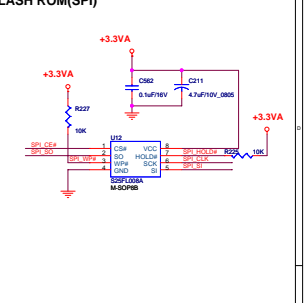 LASH ROM(SPI)
+3.3VA
+3.3VA
C562
0.1uF/16V
C211
4.7uF/10V_0805
R227
10K
+3.3VA
U12
SPI_CE#
1
CS#
VCC
8
SPI_SO
2
SO
HOLD#
7
SPI_HOLD#
R225
10K
SPI_WP#
3
WP#
SCK
6
SPI_CLK
4
GND
SI
5
SPI_SI
S25FL008A
M-SOP8B